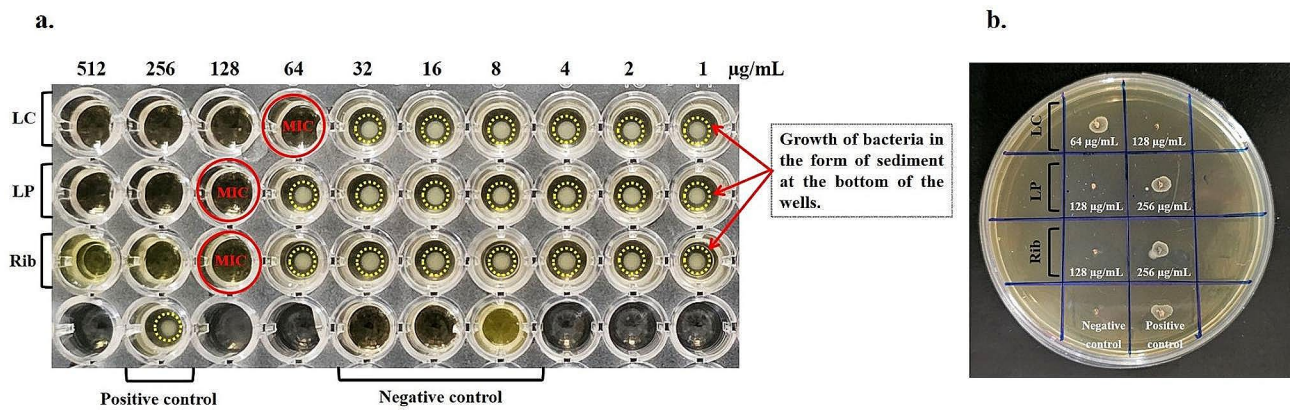 a.
512 256 128 64 32 16 8 4 2 1 µg/mL
LC
MIC
LP
MIC
Rib
MIC
Growth of bacteria in
the form of sediment
at the bottom of the
wells.
Positive control
Negative control
b.
LC
64 µg/mL
128 µg/mL
LP
128 µg/mL
256 µg/mL
Rib
128 µg/mL
256 µg/mL
Negative
control
Positive
control